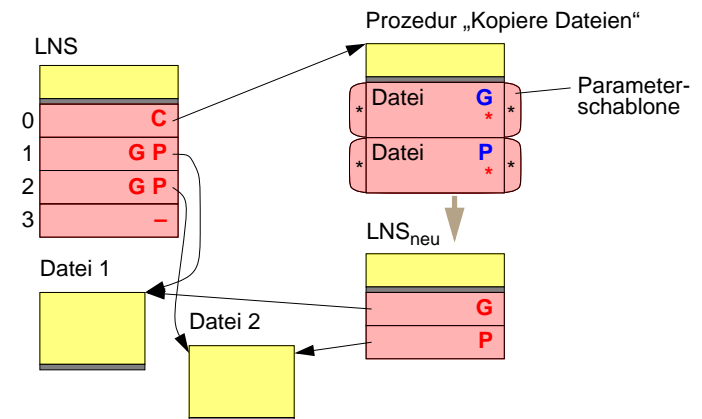 Prozedur „Kopiere Dateien“
LNS
Datei G
*
* *
Parameter-
schablone
0 C
1 G P
2 G P
3 –
Datei P
*
* *
LNSneu
Datei 1
G
P
Datei 2